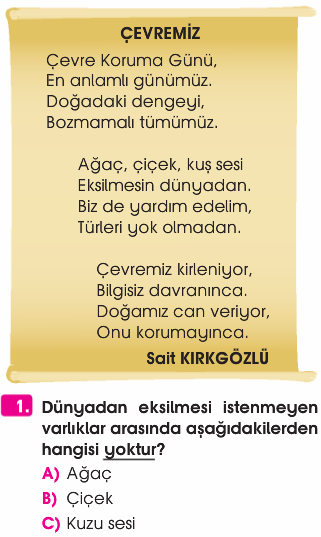 ÇEVREMİZ
Çevre Koruma Günü,
En anlamlı günümüz.
Doğadaki dengeyi,
Bozmamalı tümümüz.
Ağaç, çiçek, kuş sesi
Eksilmesin dünyadan.
Biz de yardım edelim,
Türleri yok olmadan.
Çevremiz kirleniyor,
Bilgisiz davranınca.
Doğamız can veriyor,
Onu korumayınca.
Sait KIRKGÖZLÜ
1. Dünyadan eksilmesi istenmeyen
varlıklar arasında aşağıdakilerden
hangisi yoktur?
A) Ağaç
B) Çiçek
C) Kuzu sesi